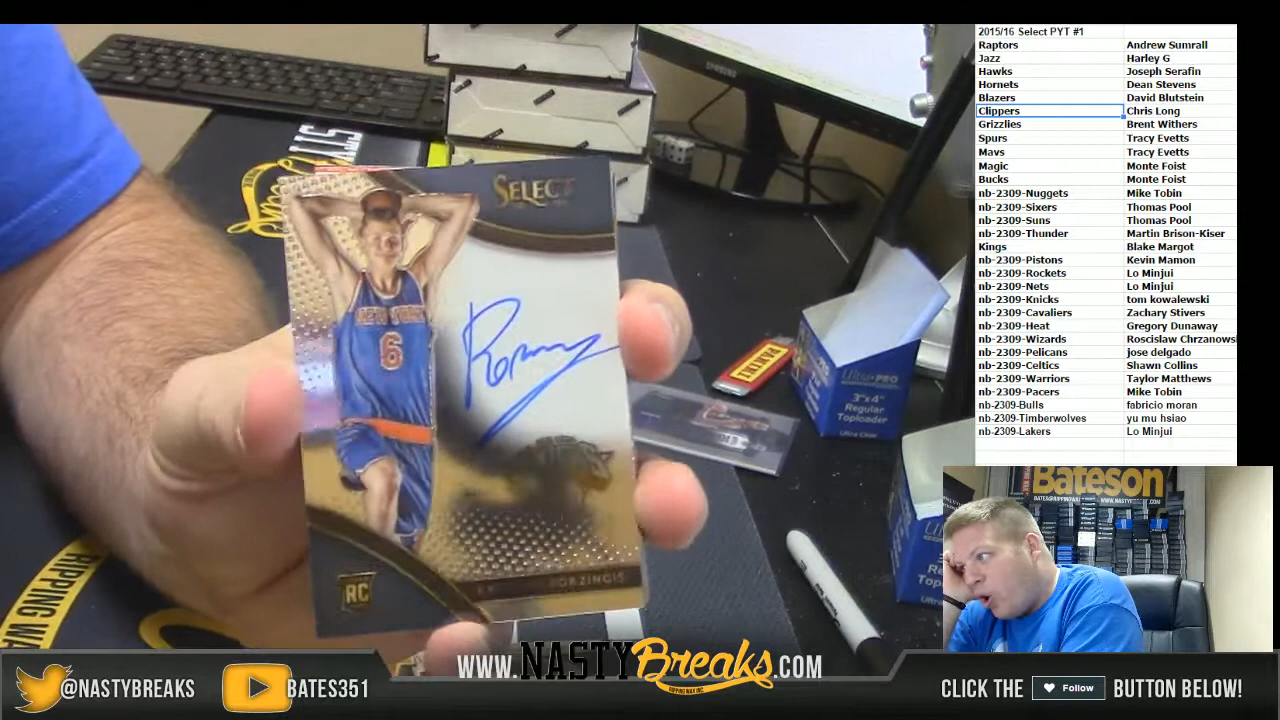 2015/16 Select PYT #1
Raptors Andrew Sumrall
Jazz Harley G
Hawks Joseph Serafin
Hornets Dean Stevens
Blazers David Blutstein
Clippers Chris Long
Grizzlies Brent Withers
Spurs Tracy Evetts
Mavs Tracy Evetts
Magic Monte Foist
Bucks Monte Foist
nb-2309-Nuggets Mike Tobin
nb-2309-Sixers Thomas Pool
nb-2309-Suns Thomas Pool
nb-2309-Thunder Martin Brison-Kiser
Kings Blake Margot
nb-2309-Pistons Kevin Mamon
nb-2309-Rockets Lo Minjui
nb-2309-Nets Lo Minjui
nb-2309-Knicks tom kowalewski
nb-2309-Cavaliers Zachary Stivers
nb-2309-Heat Gregory Dunaway
nb-2309-Wizards Roscislaw Chrzanows
nb-2309-Pelicans jose delgado
nb-2309-Celtics Shawn Collins
nb-2309-Warriors Taylor Matthews
nb-2309-Pacers Mike Tobin
nb-2309-Bulls fabricio moran
nb-2309-Timberwolves yu mu hsiao
nb-2309-Lakers Lo Minjui
SELECT
NEW YORK
6
PORZINGIS
RC
PANINI
Ultra PRO
3"x4"
Regular
Toploader
Ultra Clear
Bateson
RIPPING WA
@NASTYBREAKS
BATES351
WWW.NASTYBreaks.COM
RIPPING WAX INC
CLICK THE Follow BUTTON BELOW!